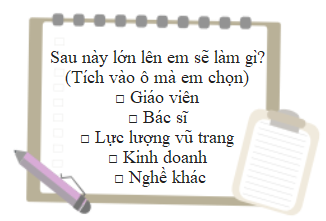 Sau này lớn lên em sẽ làm gì?
(Tích vào ô mà em chọn)
□ Giáo viên
□ Bác sĩ
□ Lực lượng vũ trang
□ Kinh doanh
□ Nghề khác